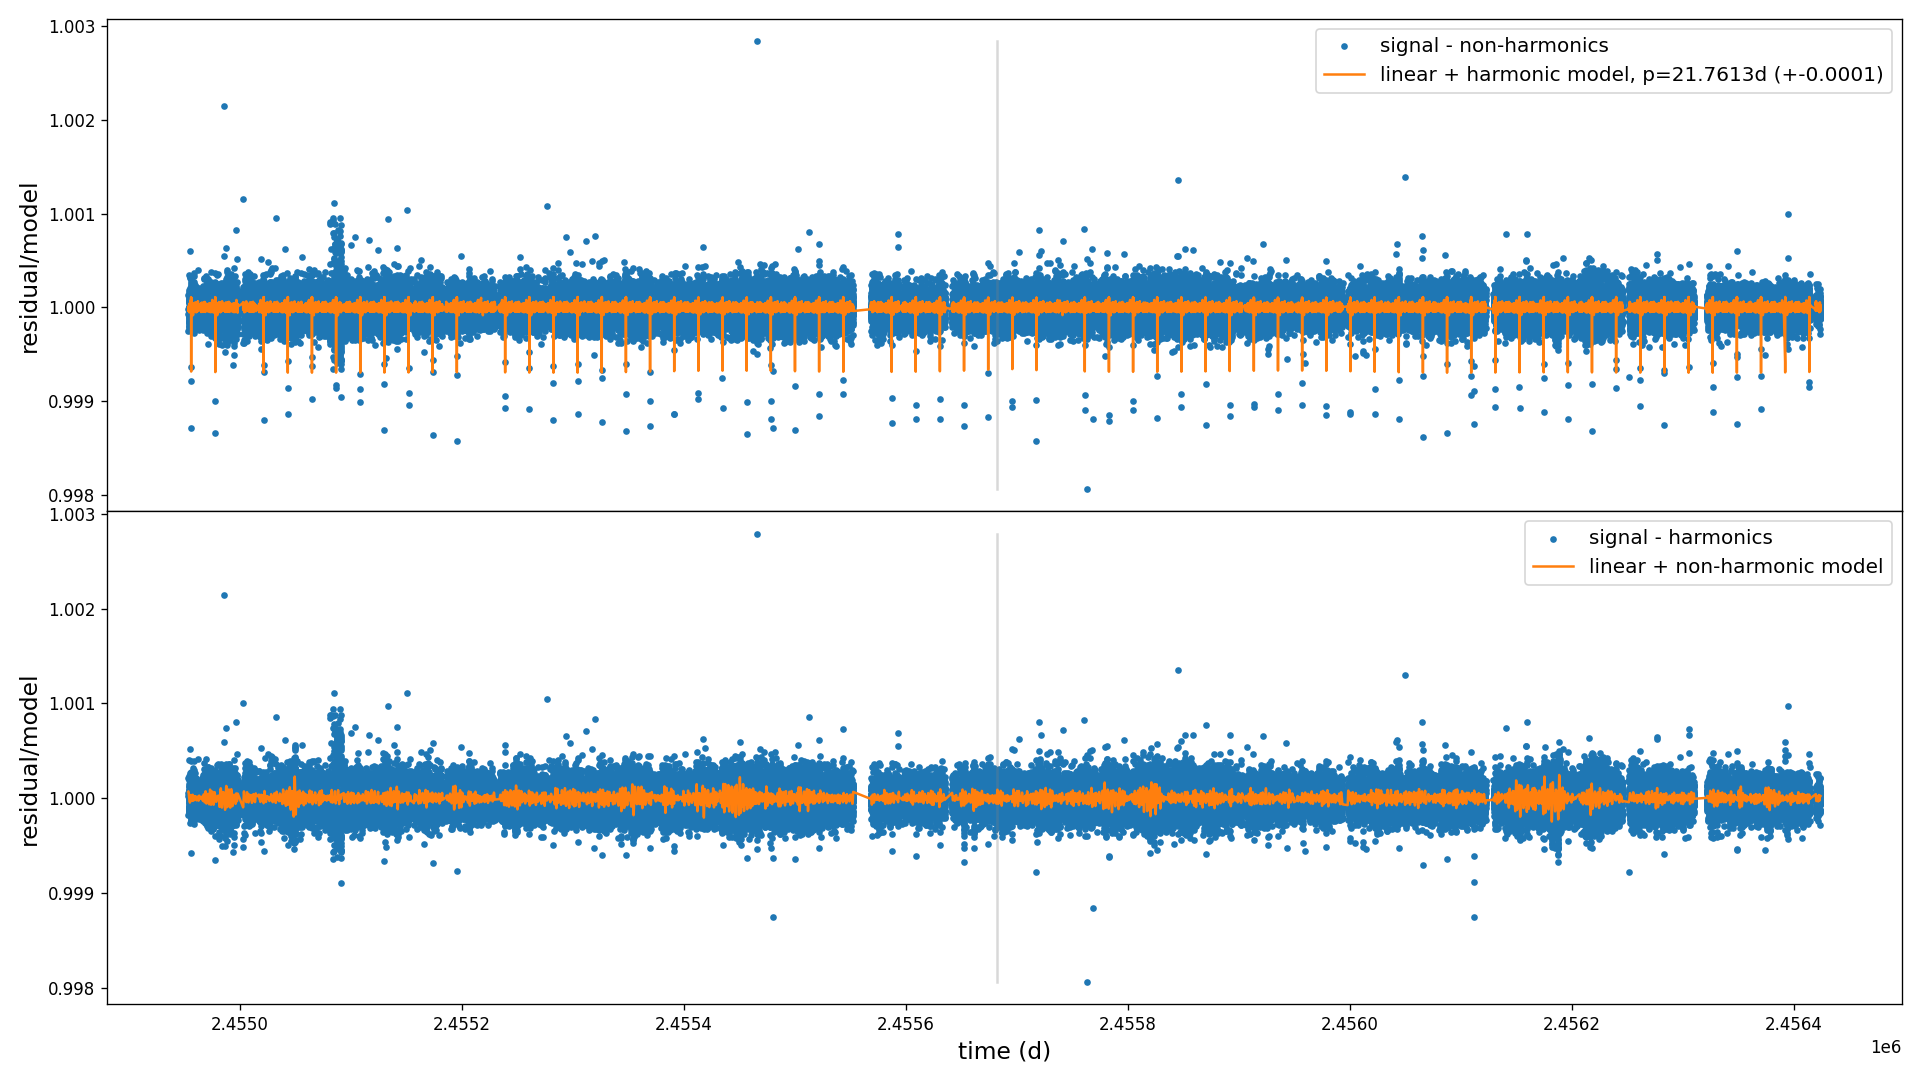 1.003
signal - non-harmonics
linear + harmonic model, p=21.7613d (+-0.0001)
1.002
1.001
residual/model
1.000
0.999
0.998
1.003
signal - harmonics
linear + non-harmonic model
1.002
1.001
residual/model
1.000
0.999
0.998
2.4550 2.4552 2.4554 2.4556 2.4558 2.4560 2.4562 2.4564
time (d)
1e6